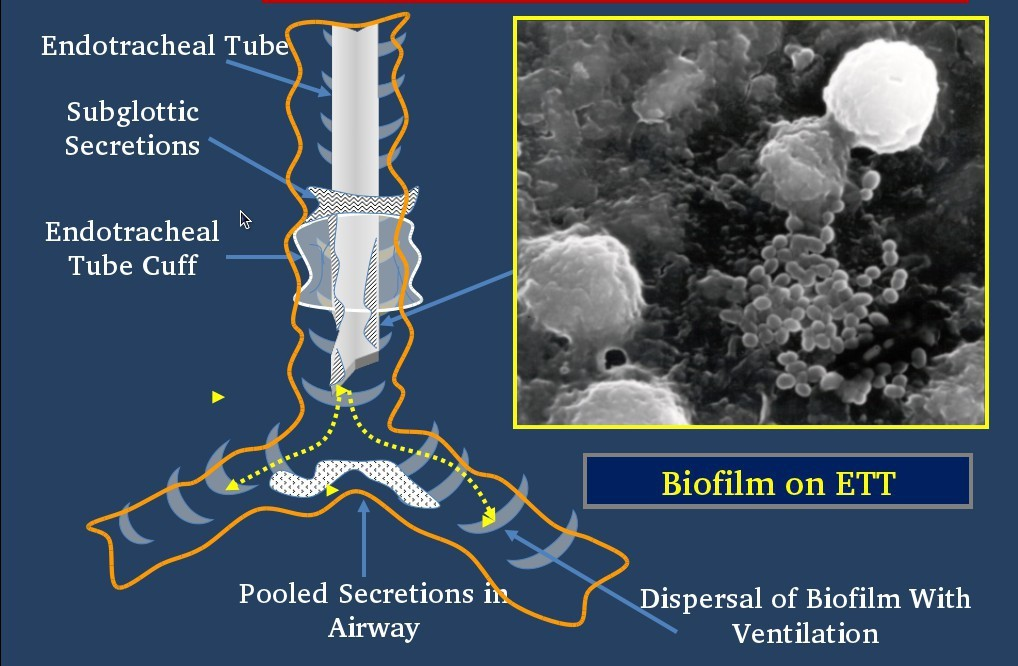 Endotracheal Tube
Subglottic
Secretions
Endotracheal
Tube Cuff
Biofilm on ETT
Pooled Secretions in
Airway
Dispersal of Biofilm With
Ventilation